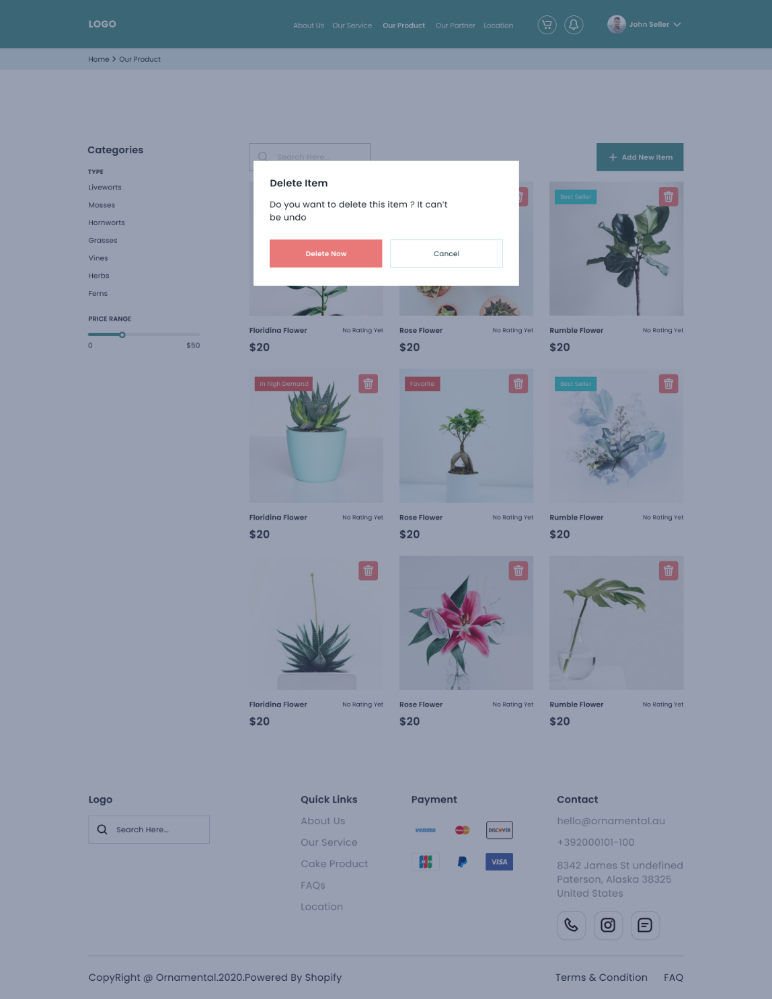 LOGO
About Us
Our Service
Our Product
Our Partner
Location
John Seller
Home > Our Product
Categories
TYPE
Liveworts
Mosses
Hornworts
Grasses
Vines
Herbs
Ferns
PRICE RANGE
0
$50
Search Here...
Add New Item
Delete Item
Do you want to delete this item ? It can't
be undo
Delete Now
Cancel
Best Seller
Floridina Flower
No Rating Yet
$20
Rose Flower
No Rating Yet
$20
Rumble Flower
No Rating Yet
$20
In high Demand
Favorite
Best Seller
Floridina Flower
No Rating Yet
$20
Rose Flower
No Rating Yet
$20
Rumble Flower
No Rating Yet
$20
Floridina Flower
No Rating Yet
$20
Rose Flower
No Rating Yet
$20
Rumble Flower
No Rating Yet
$20
Logo
Search Here...
Quick Links
About Us
Our Service
Cake Product
FAQs
Location
Payment
venmo
DISCOVER
JCB
VISA
Contact
hello@ornamental.au
+392000101-100
8342 James St undefined
Paterson, Alaska 38325
United States
CopyRight @ Ornamental.2020.Powered By Shopify
Terms & Condition
FAQ